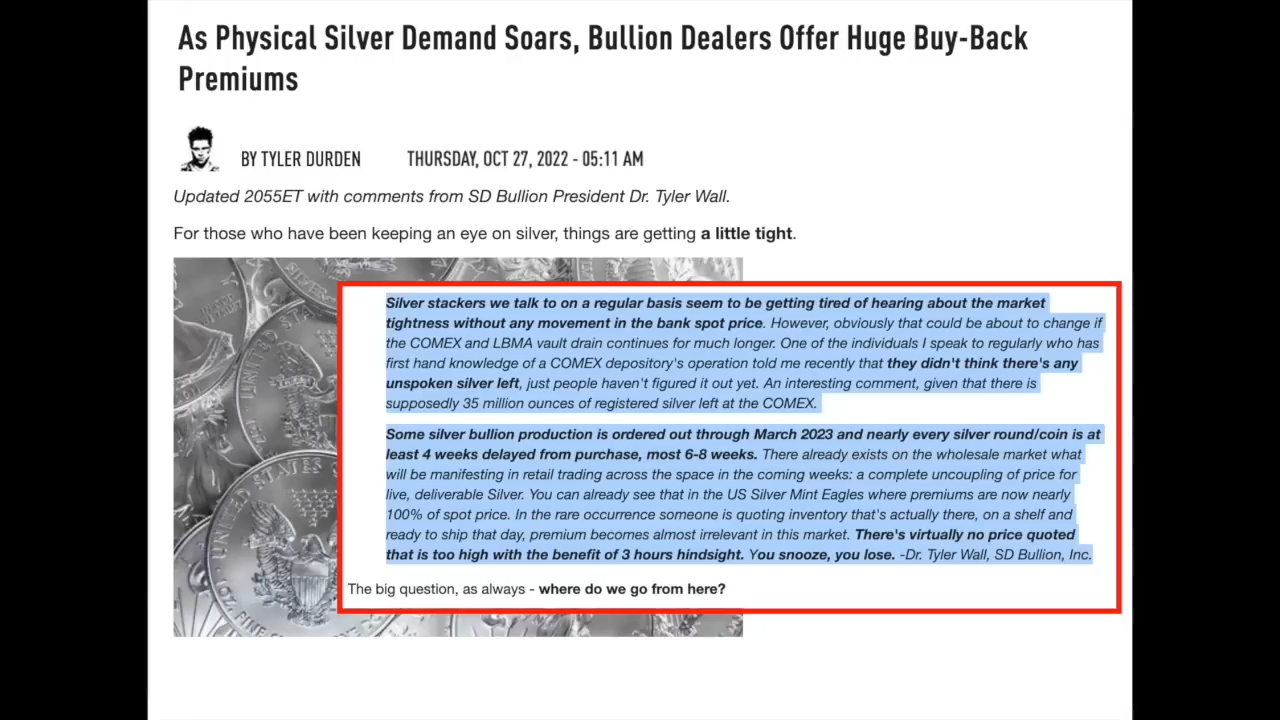 As Physical Silver Demand Soars, Bullion Dealers Offer Huge Buy-Back
Premiums
BY TYLER DURDEN THURSDAY, OCT 27, 2022 - 05:11 AM
Updated 2055ET with comments from SD Bullion President Dr. Tyler Wall.
For those who have been keeping an eye on silver, things are getting a little tight.
Silver stackers we talk to on a regular basis seem to be getting tired of hearing about the market
tightness without any movement in the bank spot price. However, obviously that could be about to change if
the COMEX and LBMA vault drain continues for much longer. One of the individuals I speak to regularly who has
first hand knowledge of a COMEX depository's operation told me recently that they didn't think there's any
unspoken silver left, just people haven't figured it out yet. An interesting comment, given that there is
supposedly 35 million ounces of registered silver left at the COMEX.
Some silver bullion production is ordered out through March 2023 and nearly every silver round/coin is at
least 4 weeks delayed from purchase, most 6-8 weeks. There already exists on the wholesale market what
will be manifesting in retail trading across the space in the coming weeks: a complete uncoupling of price for
live, deliverable Silver. You can already see that in the US Silver Mint Eagles where premiums are now nearly
100% of spot price. In the rare occurrence someone is quoting inventory that's actually there, on a shelf and
ready to ship that day, premium becomes almost irrelevant in this market. There's virtually no price quoted
that is too high with the benefit of 3 hours hindsight. You snooze, you lose. -Dr. Tyler Wall, SD Bullion, Inc.
The big question, as always - where do we go from here?